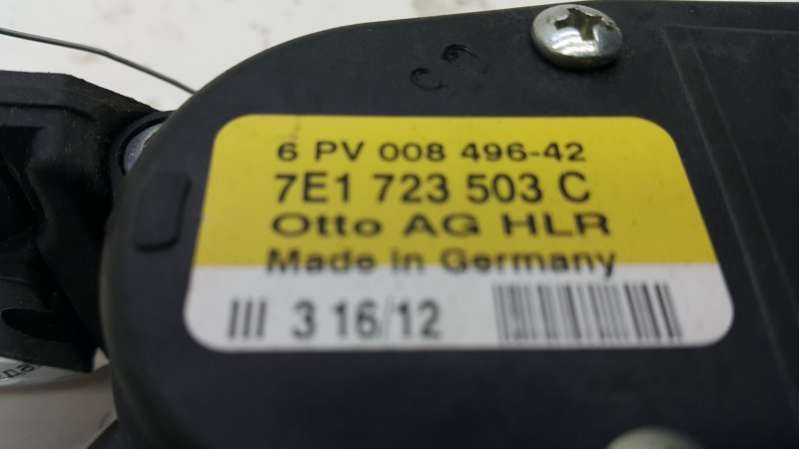 6 PV 008 496-42
7E1 723 503 C
Otto AG HLR
Made in Germany
III 3 16/12